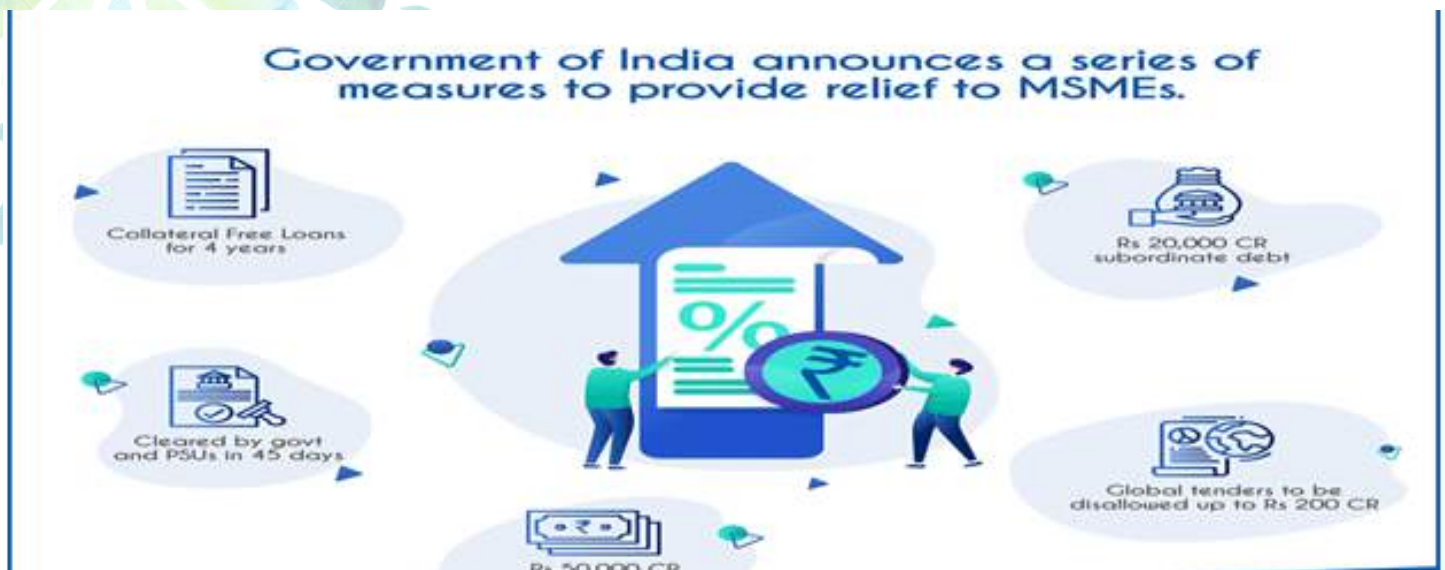 Government of India announces a series of
measures to provide relief to MSMEs.
Collateral Free Loans
for 4 years
Rs 20,000 CR
subordinate debt
Cleared by govt
and PSUs in 45 days
Global tenders to be
disallowed up to Rs 200 CR
Rs 50,000 CR